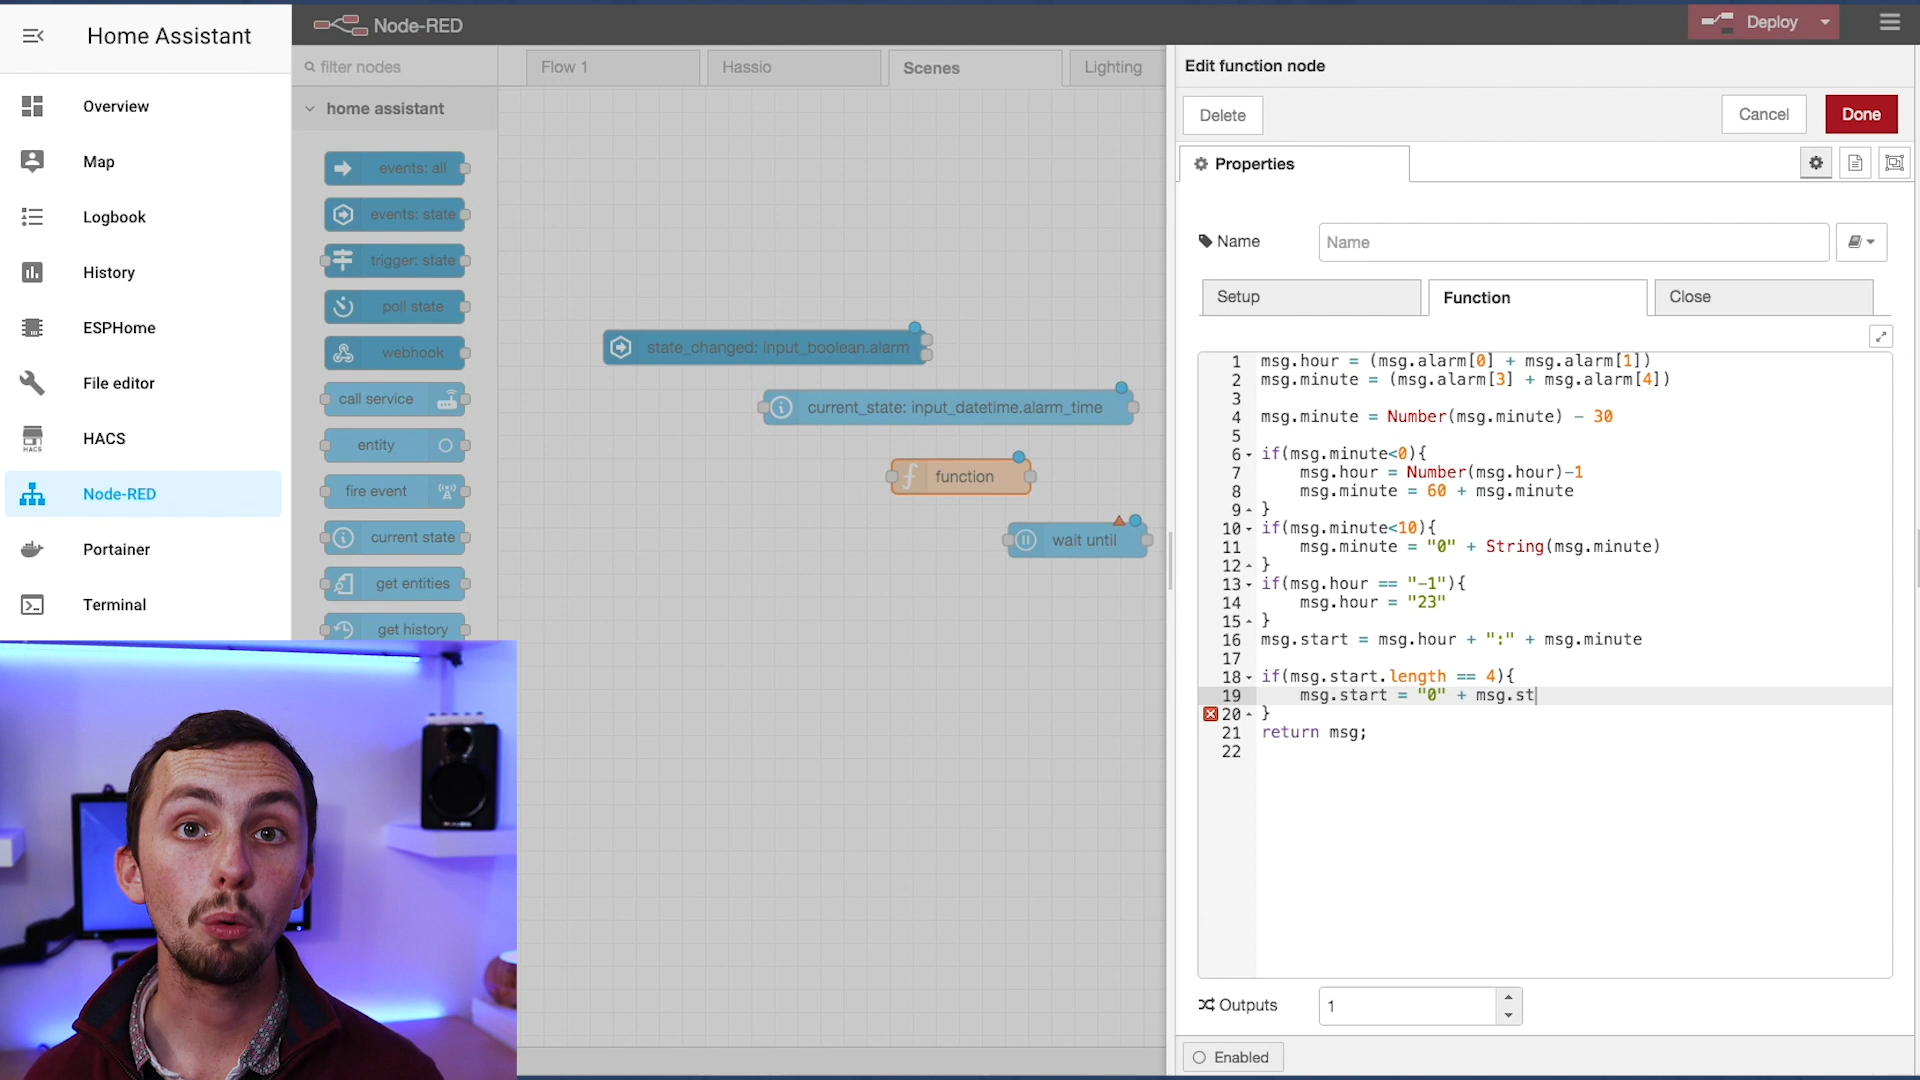 Home Assistant
Overview
Map
Logbook
History
ESPHome
File editor
HACS
HACS
Node-RED
Portainer
Terminal
Node-RED
Deploy
filter nodes
home assistant
events: all
events: state
trigger: state
poll state
webhook
call service
entity
fire event
current state
get entities
get history
Flow 1
Hassio
Scenes
Lighting
state_changed: input_boolean.alarm
current_state: input_datetime.alarm_time
function
wait until
Edit function node
Delete
Cancel
Done
Properties
Name
Name
Setup
Function
Close
1 msg.hour = (msg.alarm[0] + msg.alarm[1])
2 msg.minute = (msg.alarm[3] + msg.alarm[4])
3
4 msg.minute = Number(msg.minute) - 30
5
6 if(msg.minute<0){
7 msg.hour = Number(msg.hour)-1
8 msg.minute = 60 + msg.minute
9 }
10 if(msg.minute<10){
11 msg.minute = "0" + String(msg.minute)
12 }
13 if(msg.hour == "-1"){
14 msg.hour = "23"
15 }
16 msg.start = msg.hour + ":" + msg.minute
17
18 if(msg.start.length == 4){
19 msg.start = "0" + msg.st
20 }
21 return msg;
22
Outputs
1
Enabled